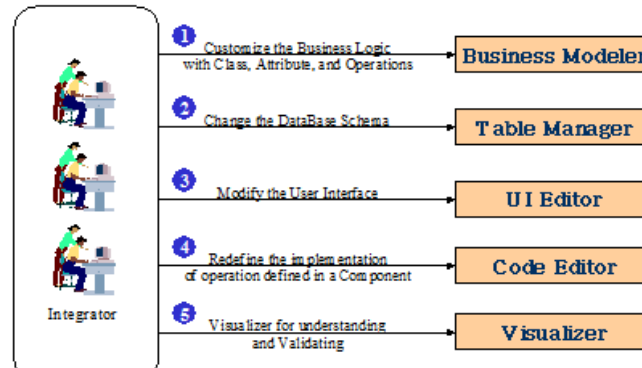 1
Customize the Business Logic
with Class, Attribute, and Operations
Business Modeler
2
Change the DataBase Schema
Table Manager
3
Modify the User Interface
UI Editor
4
Redefine the implementation
of operation defined in a Component
Code Editor
Integrator
5
Visualizer for understanding
and Validating
Visualizer